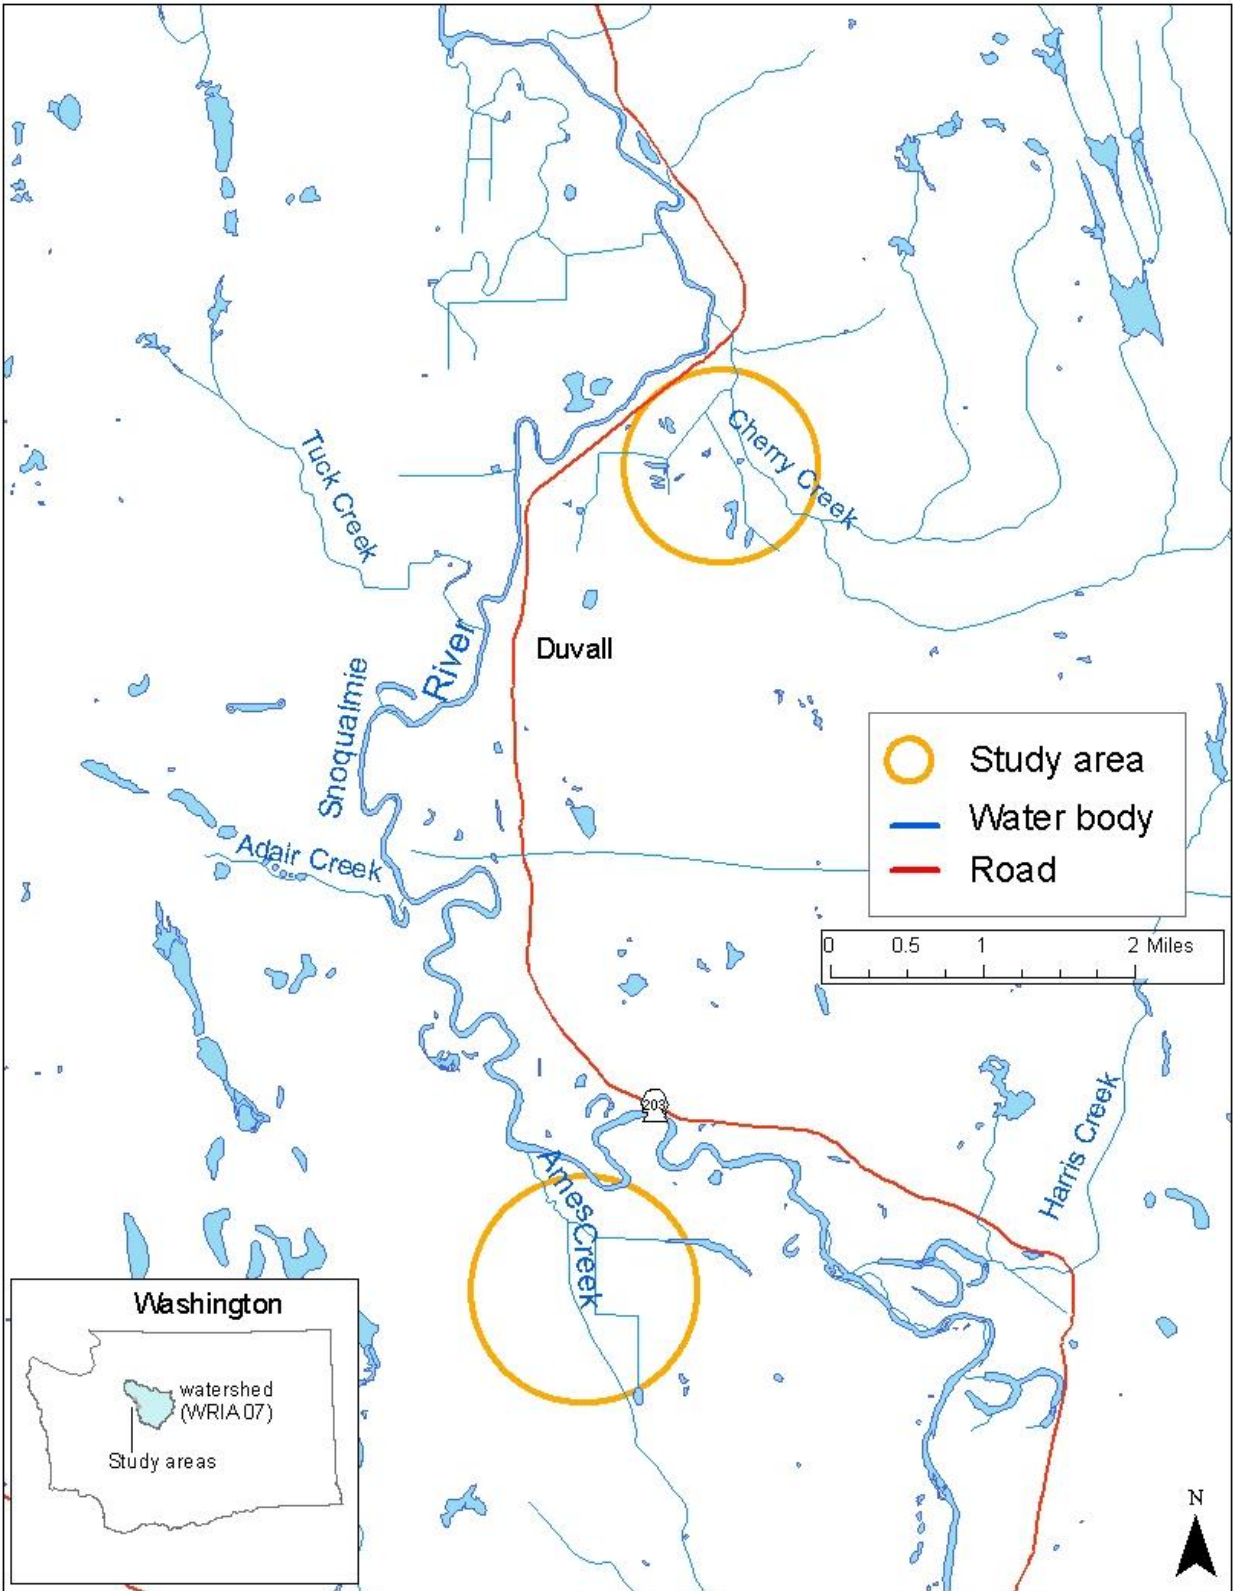 Cherry Creek
Tuck Creek
Duvall
Snoqualmie River
Study area
Water body
Road
Adair Creek
0 0.5 1 2 Miles
203
Harris Creek
Ames Creek
Washington
watershed
(WRIA 07)
Study areas
N